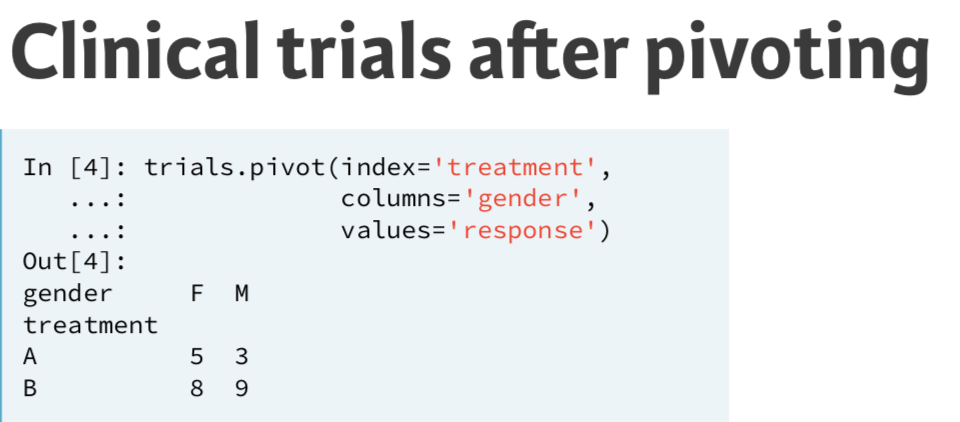 Clinical trials after pivoting
In [4]: trials.pivot(index='treatment',
   ...:              columns='gender',
   ...:              values='response')
Out[4]:
gender     F  M
treatment
A          5  3
B          8  9